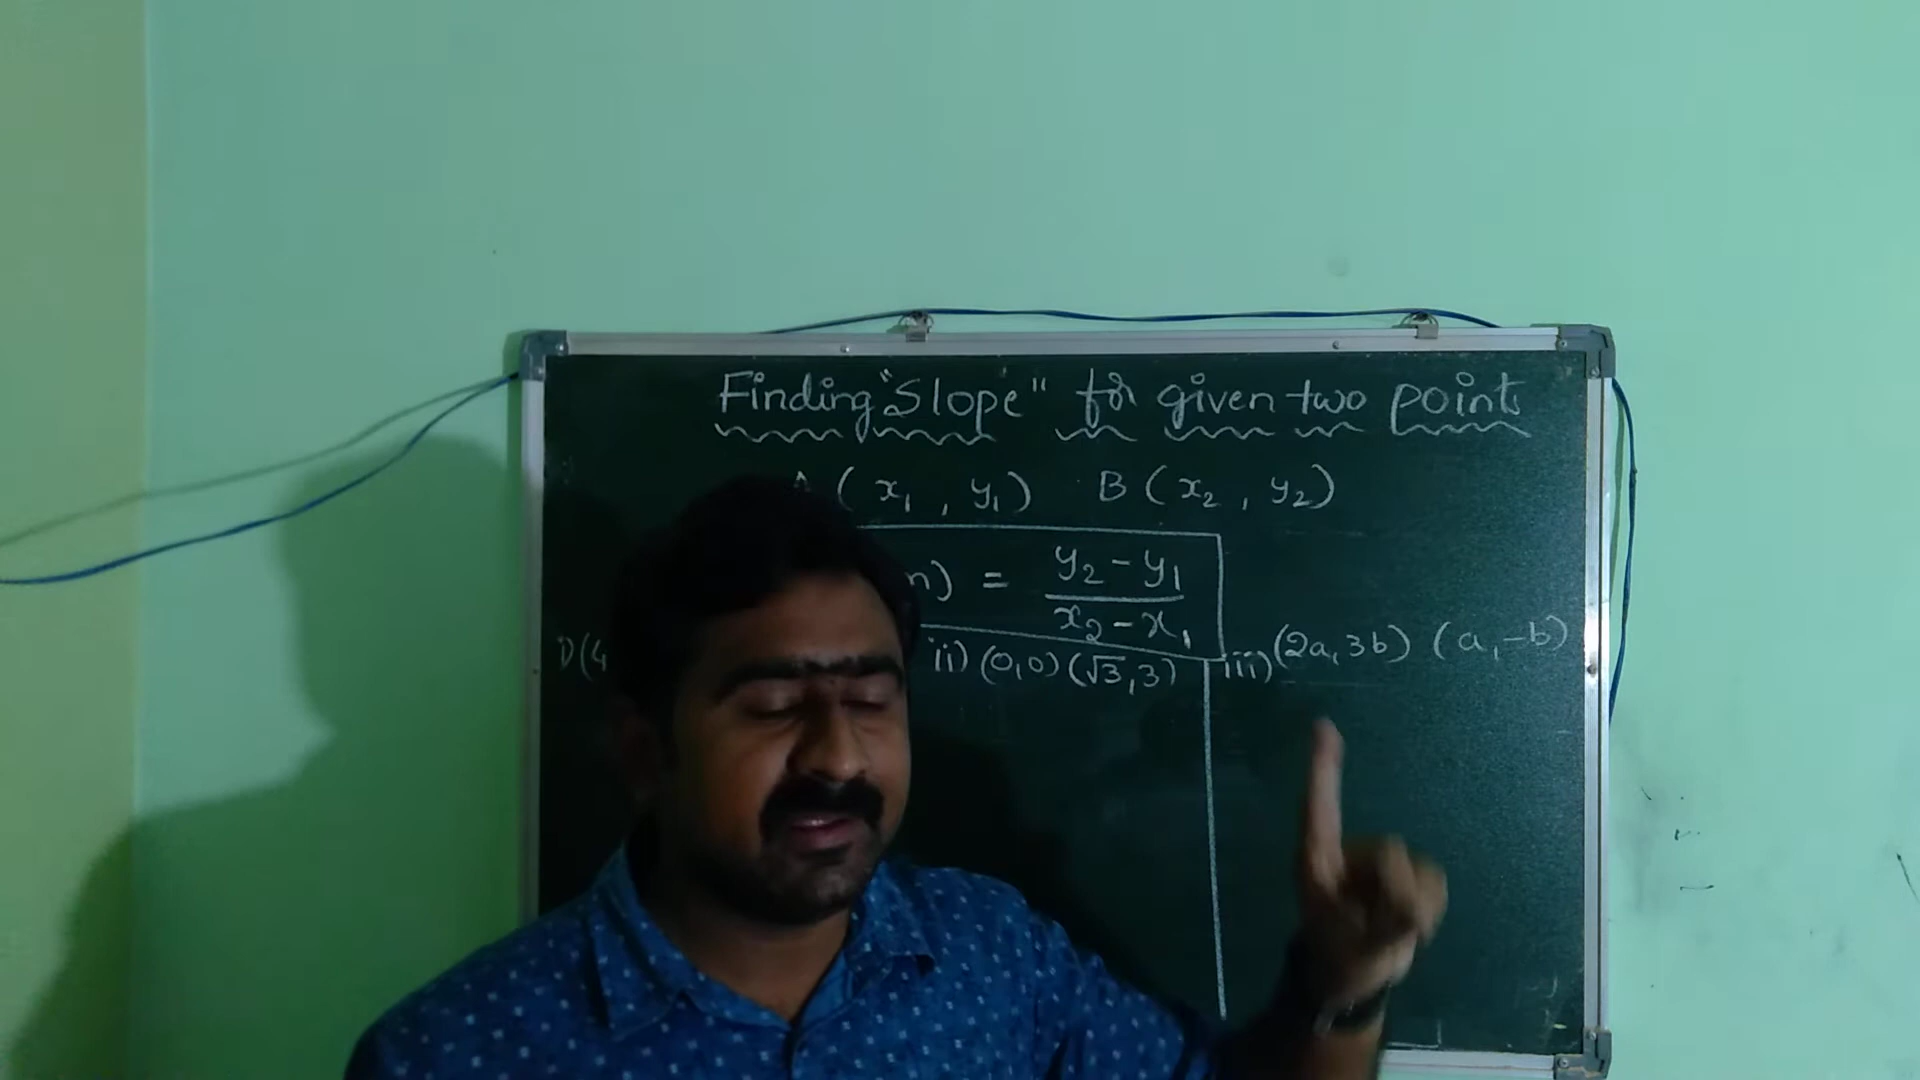 Finding "Slope" for given two points
A (x₁, y₁) B (x₂, y₂)
m) = y₂ - y₁ / x₂ - x₁
(4
ii) (0,0) (√3, 3)
iii) (2a, 3b) (a, -b)